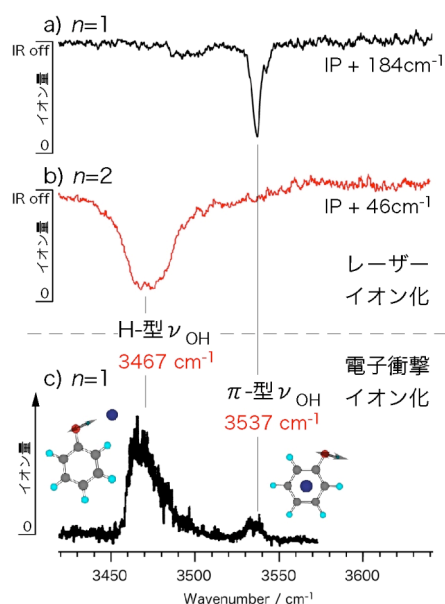 a) n=1
IR off
イオン量
0
IP + 184cm⁻¹
b) n=2
IR off
イオン量
0
IP + 46cm⁻¹
レーザー
イオン化
H-型 ν OH
3467 cm⁻¹
電子衝撃
イオン化
c) n=1
π-型 ν OH
3537 cm⁻¹
イオン量
0
3450 3500 3550 3600
Wavenumber / cm⁻¹